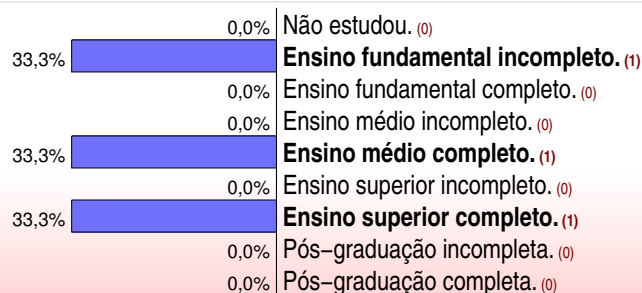 0,0% Não estudou. (0)
33,3% Ensino fundamental incompleto. (1)
0,0% Ensino fundamental completo. (0)
0,0% Ensino médio incompleto. (0)
33,3% Ensino médio completo. (1)
0,0% Ensino superior incompleto. (0)
33,3% Ensino superior completo. (1)
0,0% Pós−graduação incompleta. (0)
0,0% Pós−graduação completa. (0)